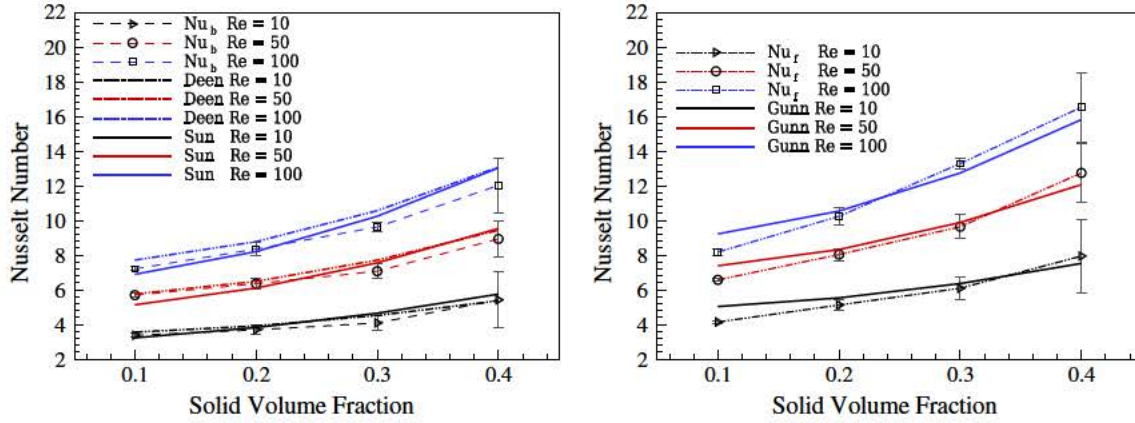 22
20
18
16
14
12
10
8
6
4
2
Nusselt Number
Nu_b Re = 10
Nu_b Re = 50
Nu_b Re = 100
Deen Re = 10
Deen Re = 50
Deen Re = 100
Sun Re = 10
Sun Re = 50
Sun Re = 100
0.1 0.2 0.3 0.4
Solid Volume Fraction
22
20
18
16
14
12
10
8
6
4
2
Nusselt Number
Nu_f Re = 10
Nu_f Re = 50
Nu_f Re = 100
Gunn Re = 10
Gunn Re = 50
Gunn Re = 100
0.1 0.2 0.3 0.4
Solid Volume Fraction